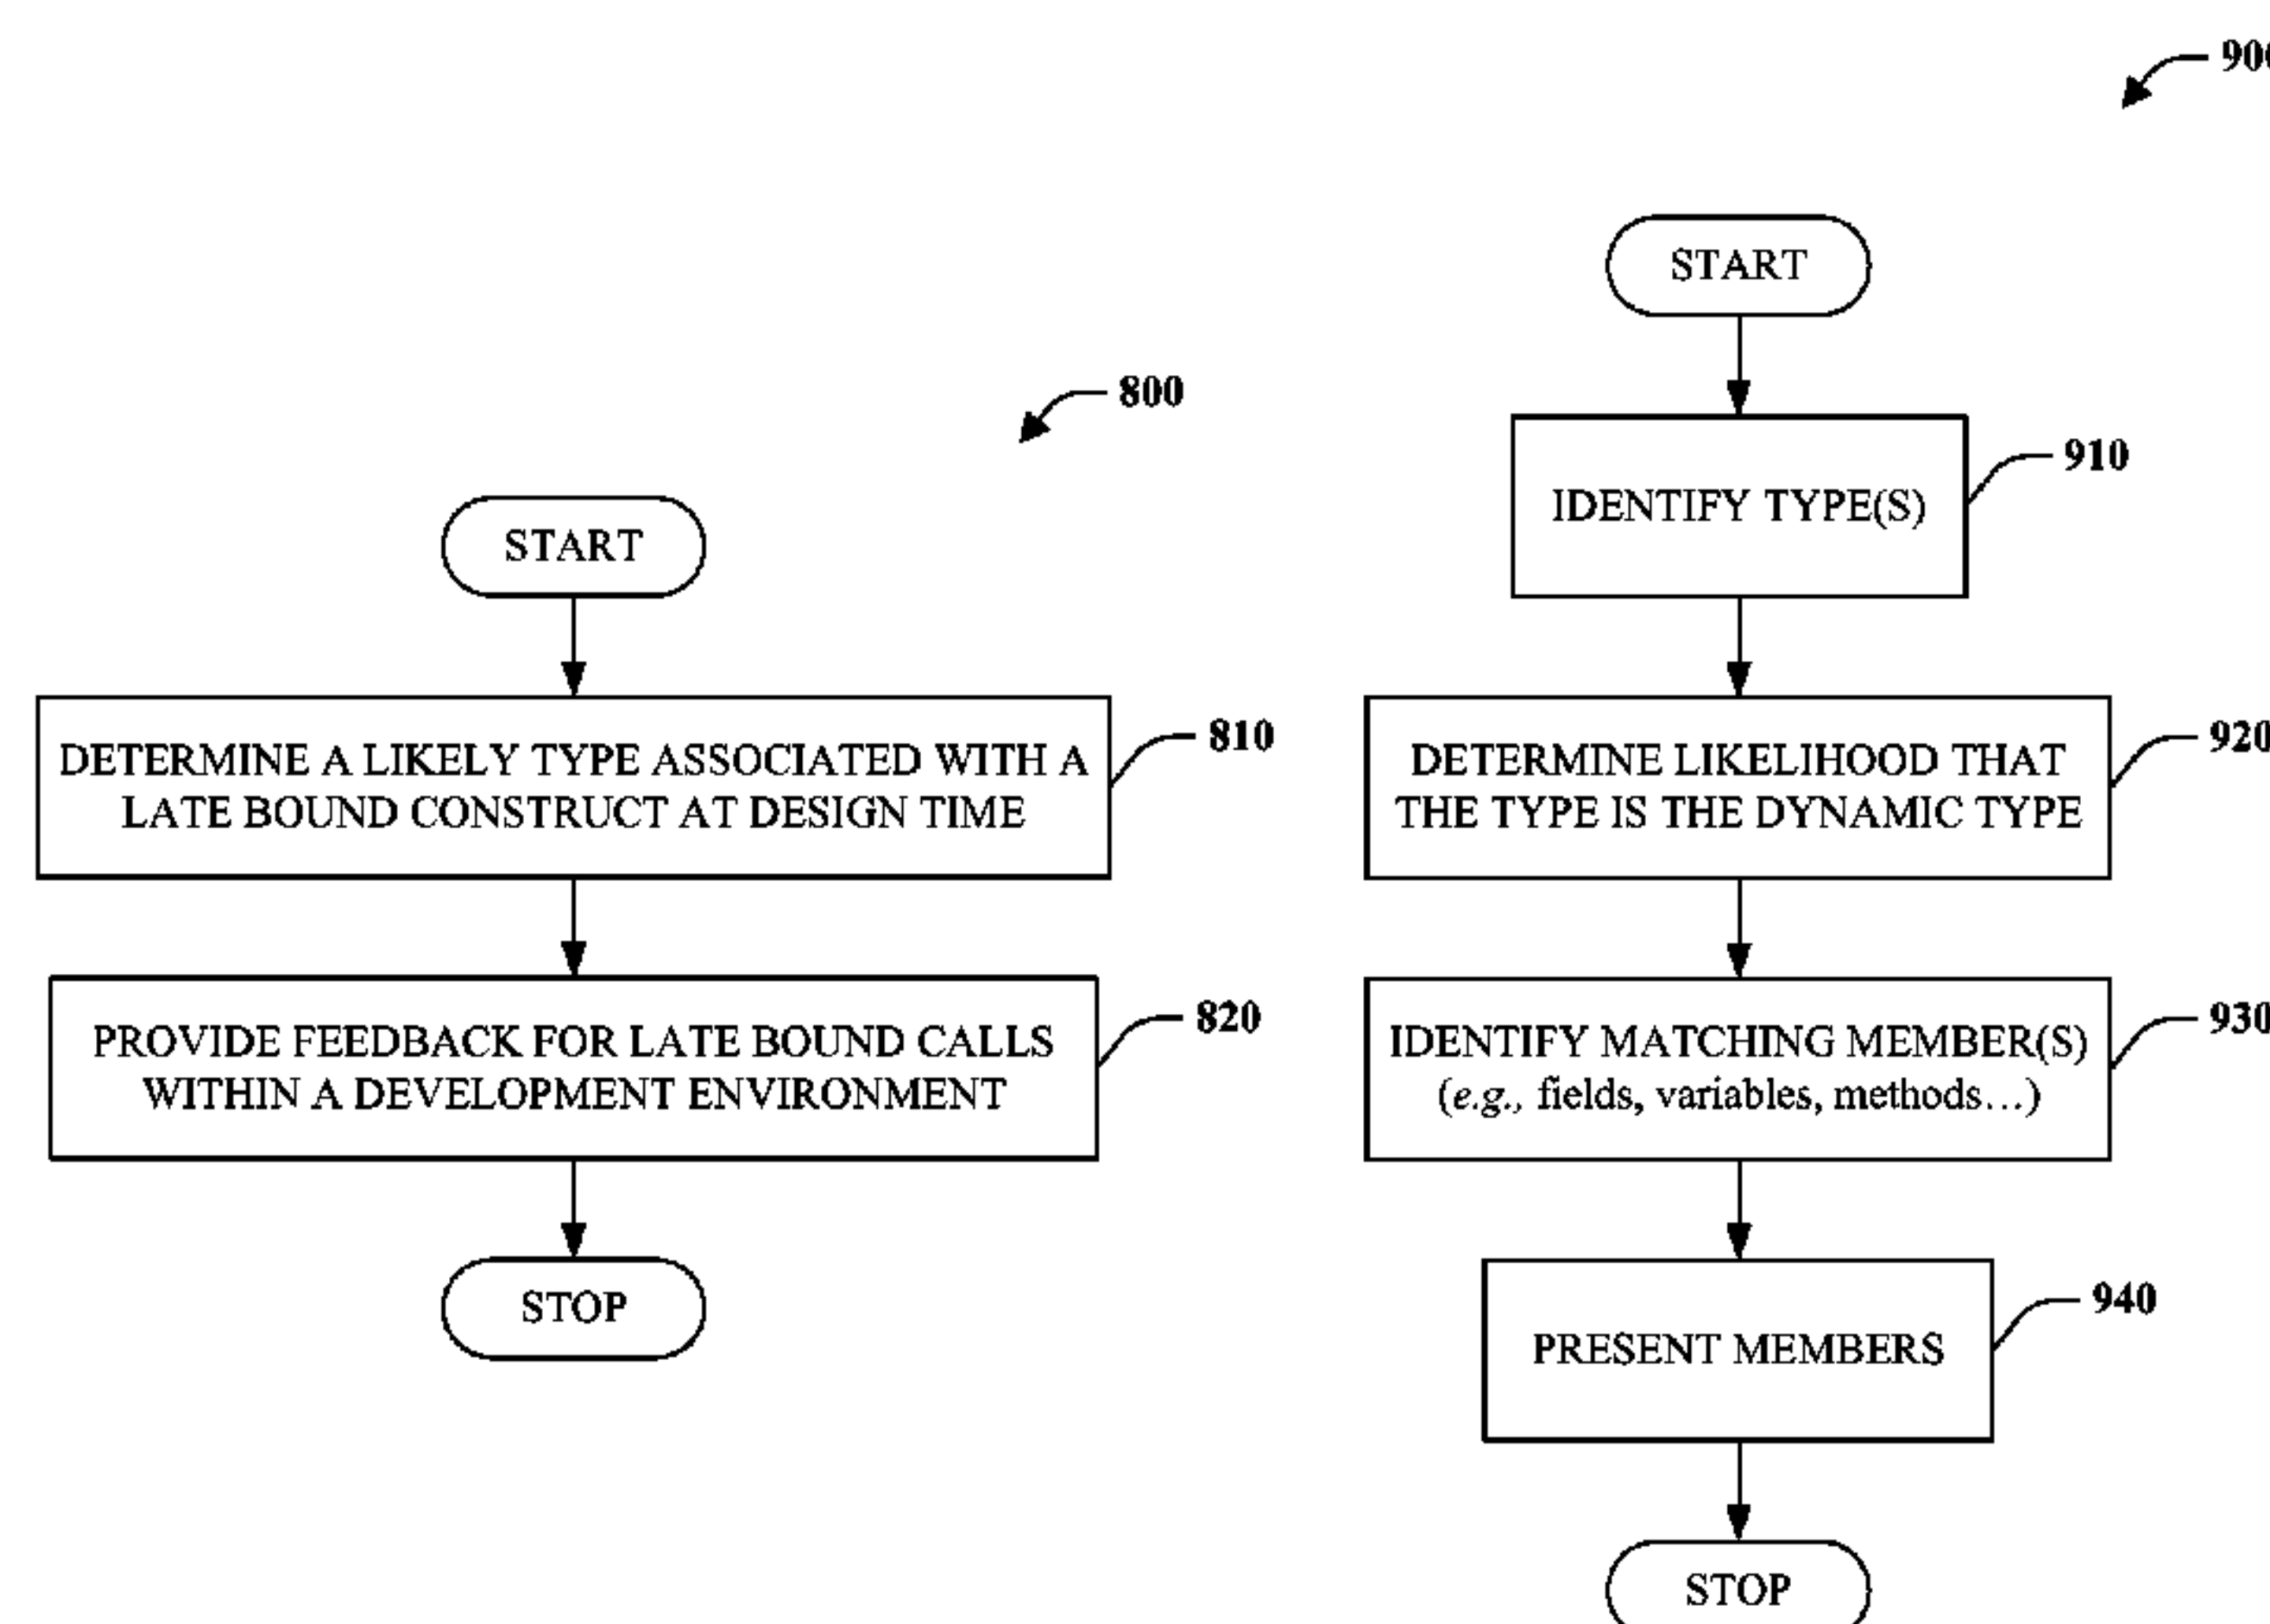 800
START
DETERMINE A LIKELY TYPE ASSOCIATED WITH A
LATE BOUND CONSTRUCT AT DESIGN TIME
810
PROVIDE FEEDBACK FOR LATE BOUND CALLS
WITHIN A DEVELOPMENT ENVIRONMENT
820
STOP
900
START
IDENTIFY TYPE(S)
910
DETERMINE LIKELIHOOD THAT
THE TYPE IS THE DYNAMIC TYPE
920
IDENTIFY MATCHING MEMBER(S)
(e.g., fields, variables, methods…)
930
PRESENT MEMBERS
940
STOP